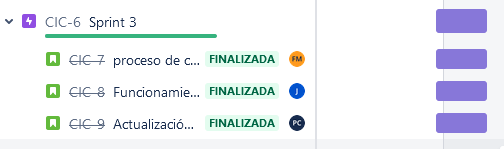 CIC-6 Sprint 3
CIC-7 proceso de c... FINALIZADA FM
CIC-8 Funcionamie... FINALIZADA J
CIC-9 Actualizació... FINALIZADA PC